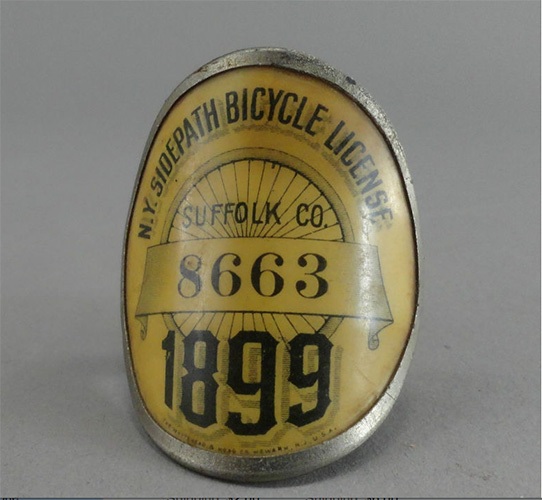 N.Y. SIDEPATH BICYCLE LICENSE
SUFFOLK CO.
8663
1899